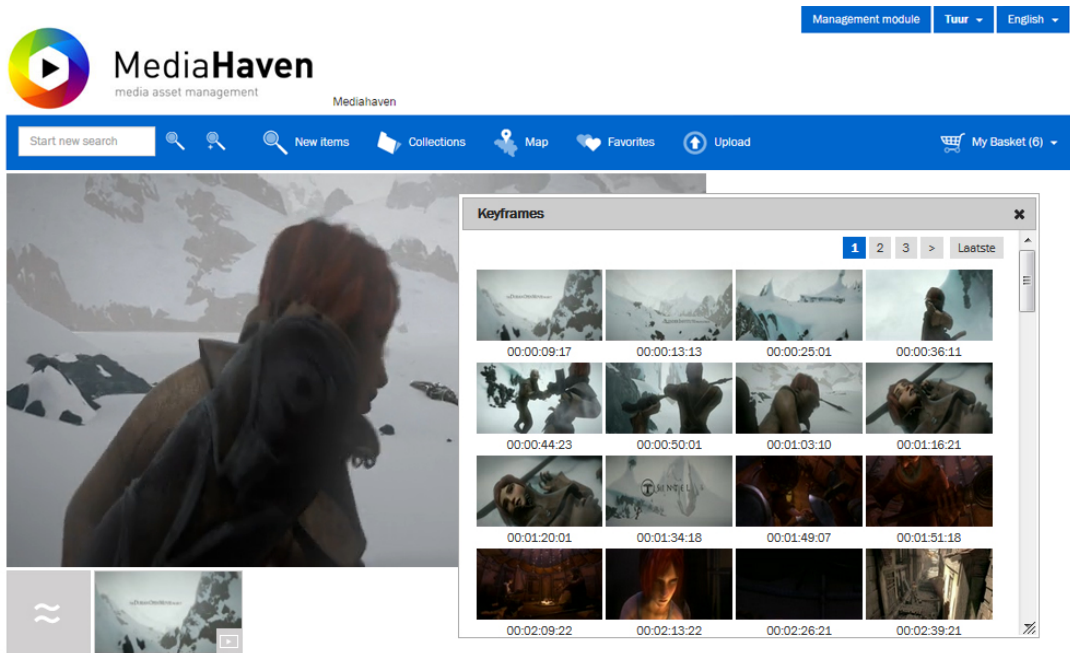 Management module Tuur English
MediaHaven
media asset management
Mediahaven
Start new search New items Collections Map Favorites Upload My Basket (6)
Keyframes
1 2 3 > Laatste
00:00:09:17 00:00:13:13 00:00:25:01 00:00:36:11
00:00:44:23 00:00:50:01 00:01:03:10 00:01:16:21
SINTEL
00:01:20:01 00:01:34:18 00:01:49:07 00:01:51:18
00:02:09:22 00:02:13:22 00:02:26:21 00:02:39:21